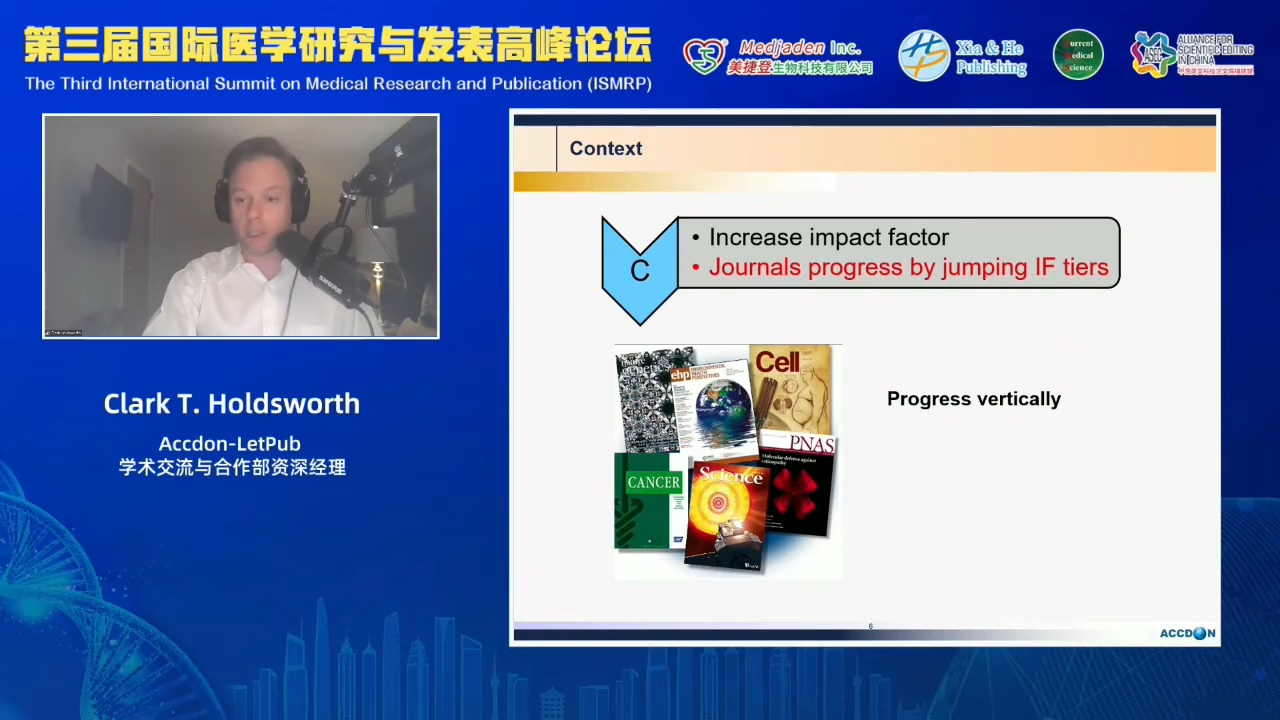 第三届国际医学研究与发表高峰论坛
The Third International Summit on Medical Research and Publication (ISMRP)
Medjaden Inc.
美捷登生物科技有限公司
Xia & He
Publishing
Current
Medical
Science
ALLIANCE FOR
SCIENTIFIC EDITING
IN CHINA
Context
C
• Increase impact factor
• Journals progress by jumping IF tiers
genetics
ehp
ENVIRONMENTAL
HEALTH
PERSPECTIVES
Cell
PNAS
CANCER
Science
Progress vertically
Clark T. Holdsworth
Accdon-LetPub
学术交流与合作部资深经理
6
ACCDON